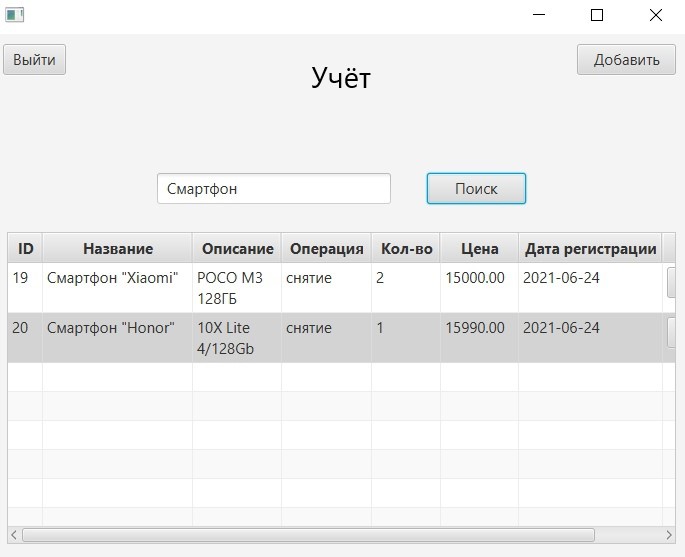 Выйти
Добавить
Учёт
Смартфон
Поиск
ID Название Описание Операция Кол-во Цена Дата регистрации
19 Смартфон "Xiaomi" POCO M3 снятие 2 15000.00 2021-06-24
128ГБ
20 Смартфон "Honor" 10X Lite снятие 1 15990.00 2021-06-24
4/128Gb